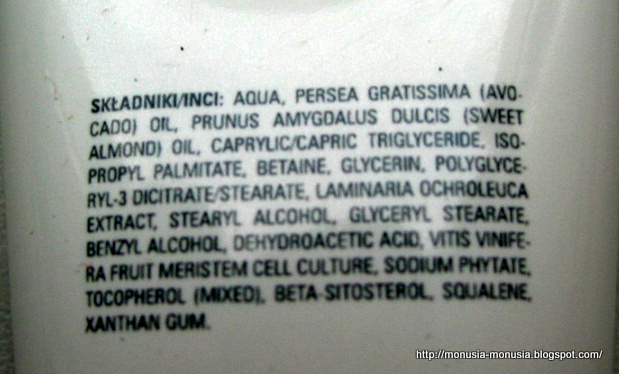 SKŁADNIKI/INCI: AQUA, PERSEA GRATISSIMA (AVO-
CADO) OIL, PRUNUS AMYGDALUS DULCIS (SWEET
ALMOND) OIL, CAPRYLIC/CAPRIC TRIGLYCERIDE, ISO-
PROPYL PALMITATE, BETAINE, GLYCERIN, POLYGLYCE-
RYL-3 DICITRATE/STEARATE, LAMINARIA OCHROLEUCA
EXTRACT, STEARYL ALCOHOL, GLYCERYL STEARATE,
BENZYL ALCOHOL, DEHYDROACETIC ACID, VITIS VINIFE-
RA FRUIT MERISTEM CELL CULTURE, SODIUM PHYTATE,
TOCOPHEROL (MIXED), BETA-SITOSTEROL, SQUALENE,
XANTHAN GUM.
http://monusia-monusia.blogspot.com/